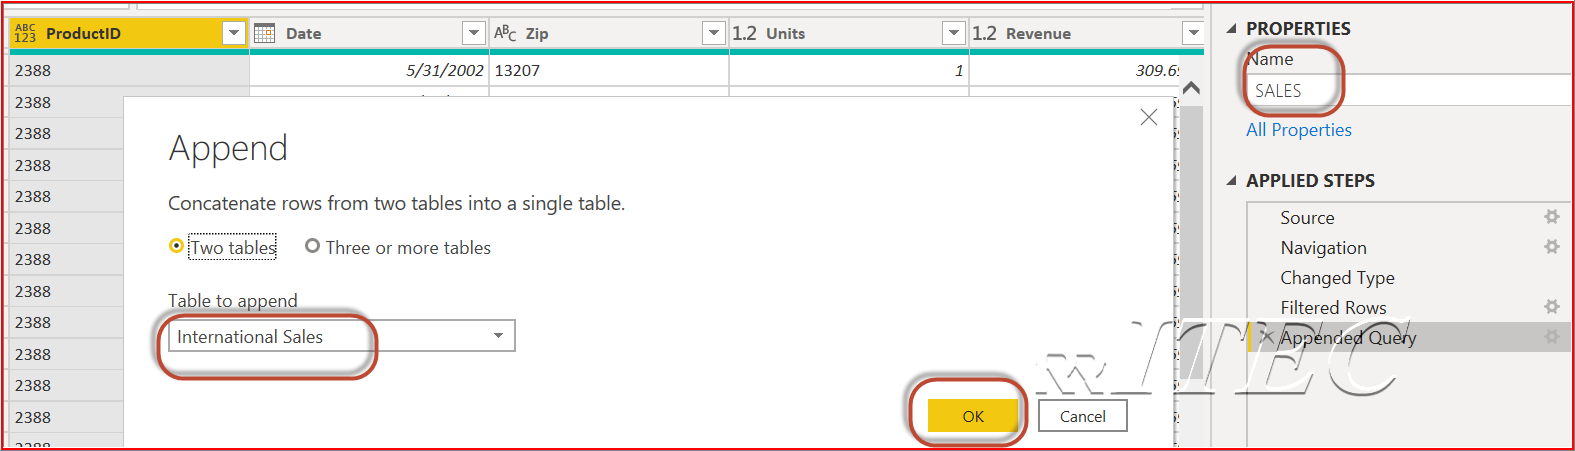 ABC 123 ProductID Date ABC Zip 1.2 Units 1.2 Revenue
2388 5/31/2002 13207 1 309.65
2388
2388
2388
2388
2388
2388
2388
2388
2388
2388
2388
Append
Concatenate rows from two tables into a single table.
Two tables Three or more tables
Table to append
International Sales
OK Cancel
PROPERTIES
Name
SALES
All Properties
APPLIED STEPS
Source
Navigation
Changed Type
Filtered Rows
Appended Query
ITEC